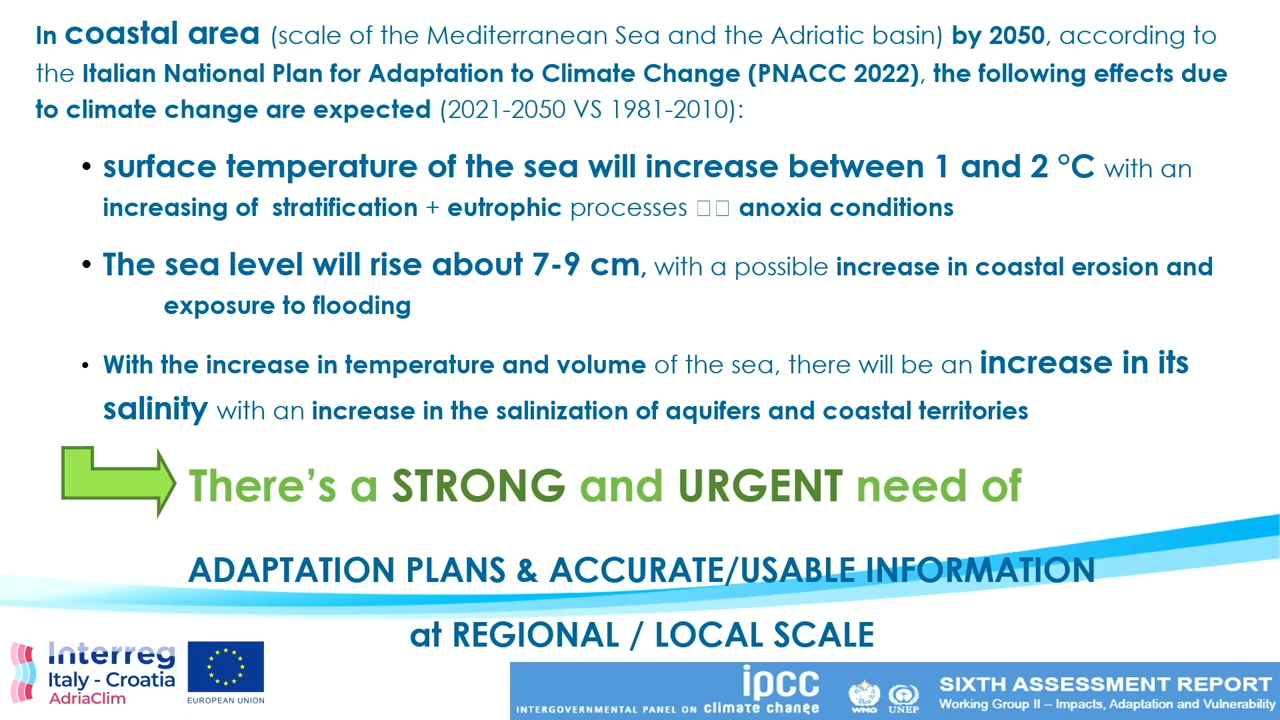 In coastal area (scale of the Mediterranean Sea and the Adriatic basin) by 2050, according to
the Italian National Plan for Adaptation to Climate Change (PNACC 2022), the following effects due
to climate change are expected (2021-2050 VS 1981-2010):
• surface temperature of the sea will increase between 1 and 2 °C with an
increasing of stratification + eutrophic processes □□ anoxia conditions
• The sea level will rise about 7-9 cm, with a possible increase in coastal erosion and
exposure to flooding
• With the increase in temperature and volume of the sea, there will be an increase in its
salinity with an increase in the salinization of aquifers and coastal territories
There's a STRONG and URGENT need of
ADAPTATION PLANS & ACCURATE/USABLE INFORMATION
at REGIONAL / LOCAL SCALE
Interreg
Italy - Croatia
AdriaClim
EUROPEAN UNION
ipcc
INTERGOVERNMENTAL PANEL ON climate change
WMO UNEP
SIXTH ASSESSMENT REPORT
Working Group II – Impacts, Adaptation and Vulnerability